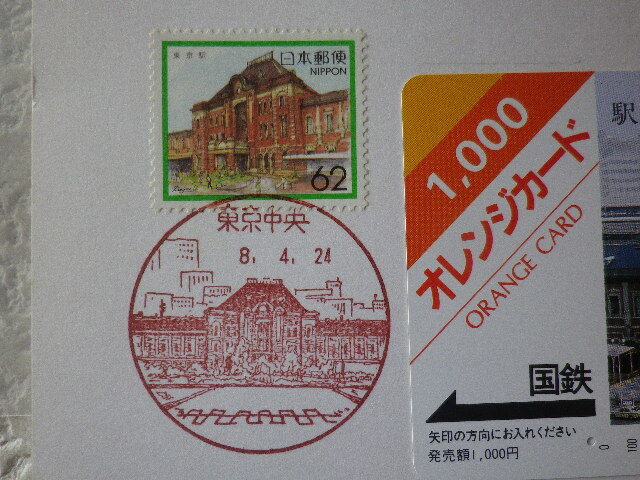 東京駅
日本郵便
NIPPON
62
東京中央
8. 4. 24
1,000
オレンジカード
ORANGE CARD
駅
国鉄
矢印の方向にお入れください
発売額1,000円
0
100